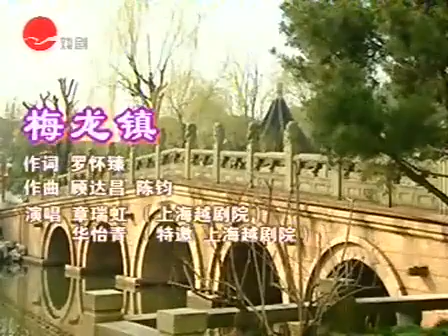 戏剧
梅龙镇
作词 罗怀臻
作曲 顾达昌 陈钧
演唱 章瑞虹 ( 上海越剧院 )
华怡青 ( 特邀 上海越剧院 )